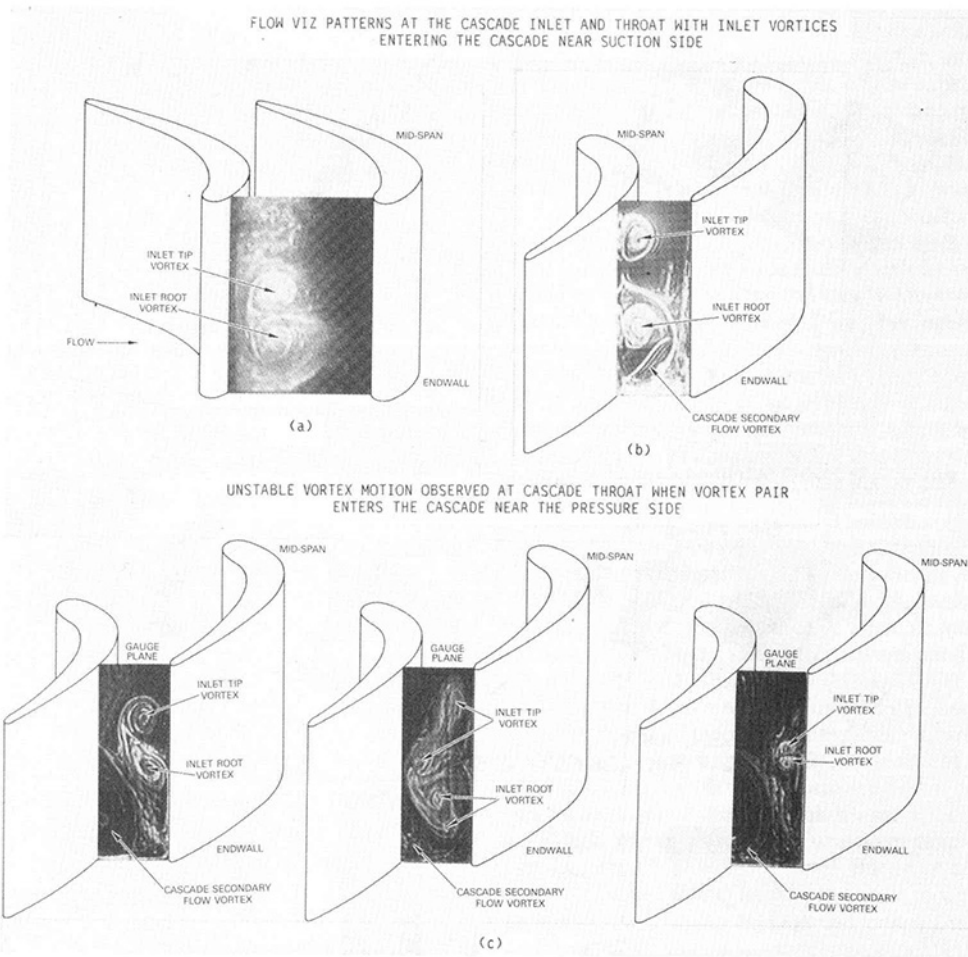 FLOW VIZ PATTERNS AT THE CASCADE INLET AND THROAT WITH INLET VORTICES
ENTERING THE CASCADE NEAR SUCTION SIDE
MID-SPAN
INLET TIP
VORTEX
INLET ROOT
VORTEX
FLOW
ENDWALL
(a)
MID-SPAN
INLET TIP
VORTEX
INLET ROOT
VORTEX
ENDWALL
CASCADE SECONDARY
FLOW VORTEX
(b)
UNSTABLE VORTEX MOTION OBSERVED AT CASCADE THROAT WHEN VORTEX PAIR
ENTERS THE CASCADE NEAR THE PRESSURE SIDE
MID-SPAN
GAUGE
PLANE
INLET TIP
VORTEX
INLET ROOT
VORTEX
ENDWALL
CASCADE SECONDARY
FLOW VORTEX
MID-SPAN
GAUGE
PLANE
INLET TIP
VORTEX
INLET ROOT
VORTEX
ENDWALL
CASCADE SECONDARY
FLOW VORTEX
MID-SPAN
GAUGE
PLANE
INLET TIP
VORTEX
INLET ROOT
VORTEX
ENDWALL
CASCADE SECONDARY
FLOW VORTEX
(c)